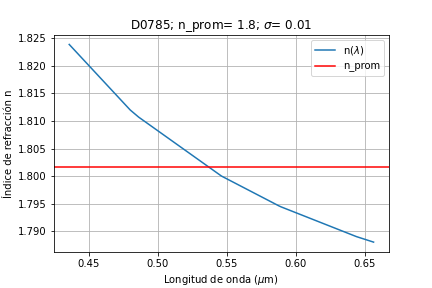 D0785; n_prom= 1.8; σ= 0.01
n(λ)
n_prom
Índice de refracción n
1.825
1.820
1.815
1.810
1.805
1.800
1.795
1.790
0.45
0.50
0.55
0.60
0.65
Longitud de onda (μm)